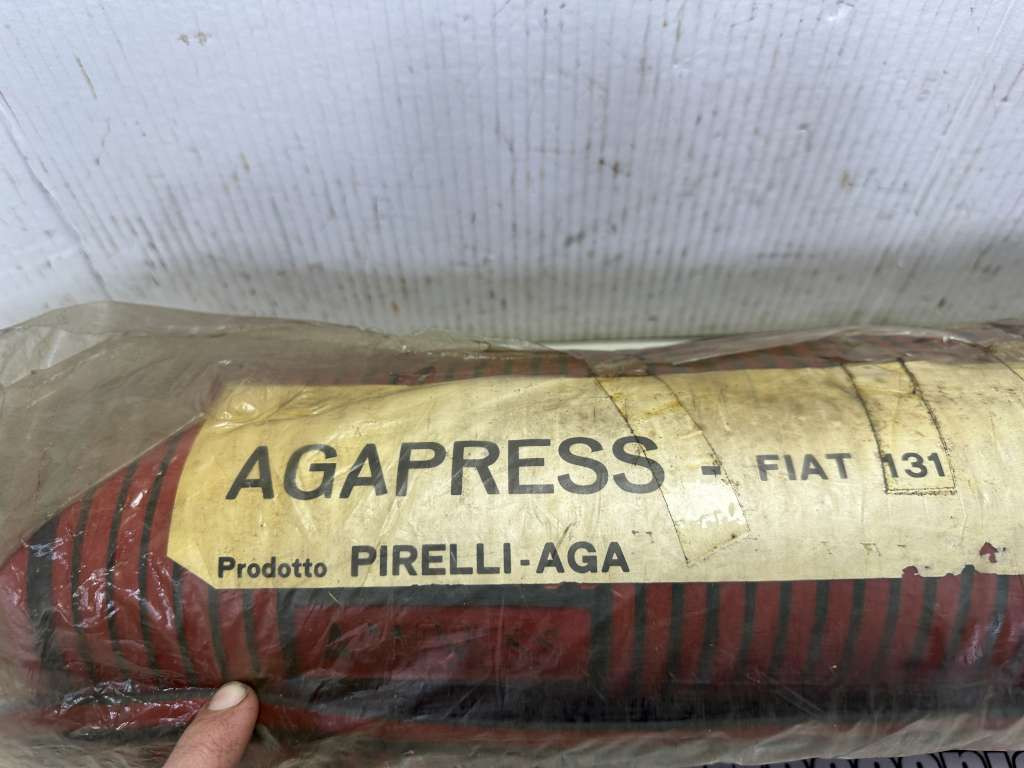 AGAPRESS - FIAT 131
Prodotto PIRELLI-AGA